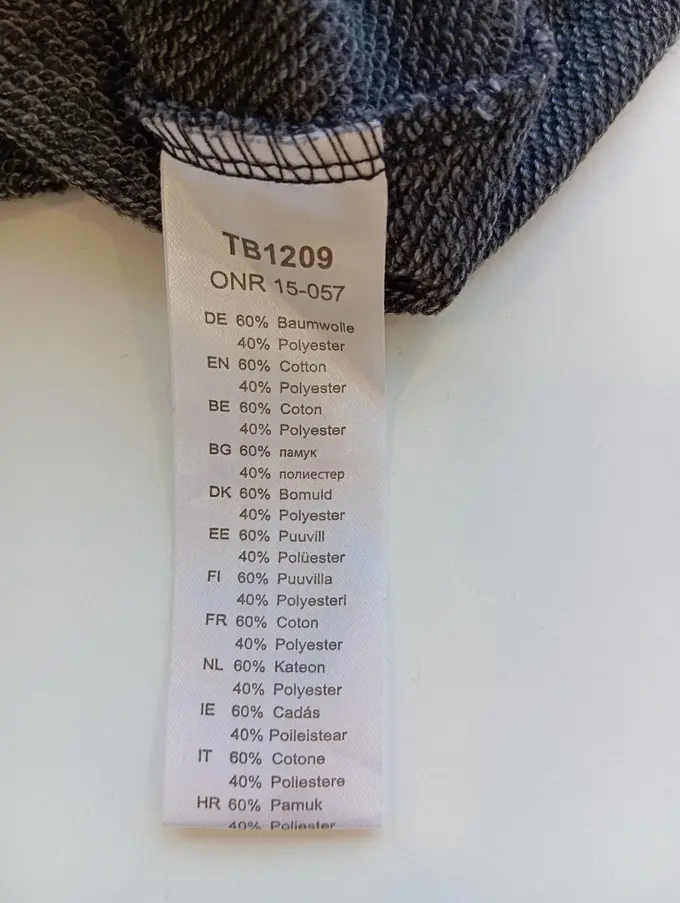 TB1209
ONR 15-057
DE 60% Baumwolle
40% Polyester
EN 60% Cotton
40% Polyester
BE 60% Coton
40% Polyester
BG 60% памук
40% полиестер
DK 60% Bomuld
40% Polyester
EE 60% Puuvill
40% Polüester
FI 60% Puuvilla
40% Polyesteri
FR 60% Coton
40% Polyester
NL 60% Kateon
40% Polyester
IE 60% Cadás
40% Poileistear
IT 60% Cotone
40% Poliestere
HR 60% Pamuk
40% Poliester